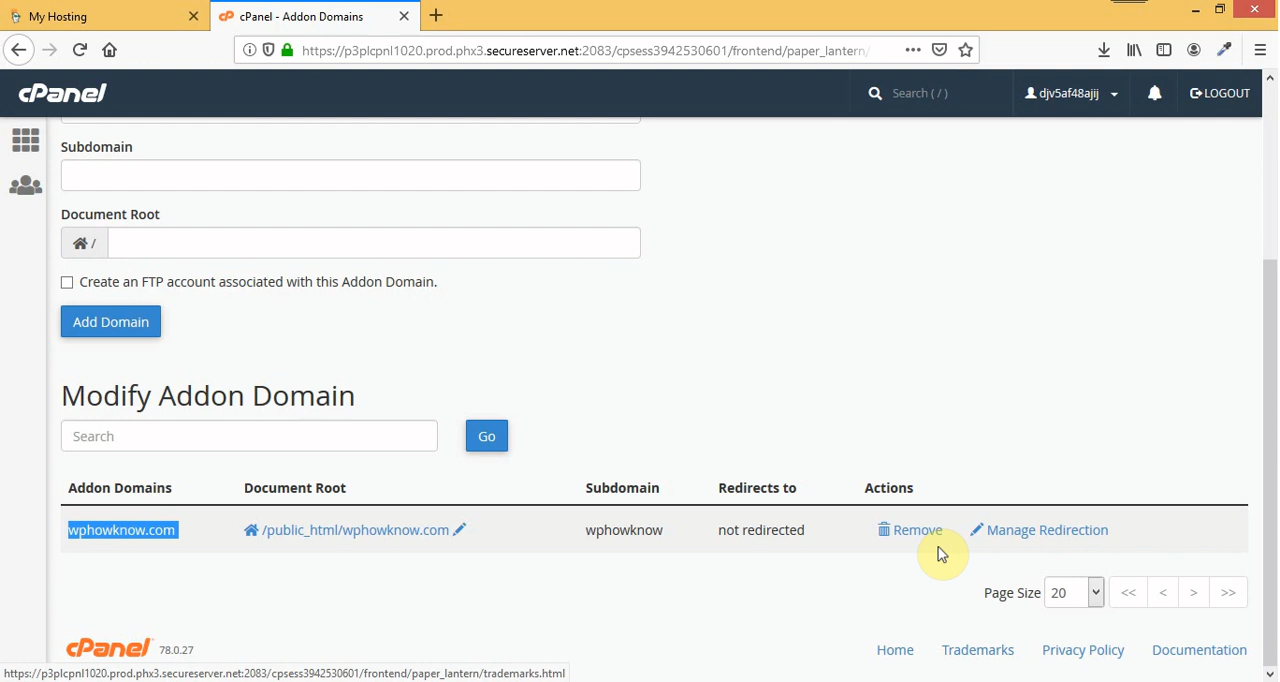 My Hosting
cPanel - Addon Domains
https://p3plcpnl1020.prod.phx3.secureserver.net:2083/cpsess3942530601/frontend/paper_lantern/
cPanel
Search ( / )
djv5af48ajij
LOGOUT
Subdomain
Document Root
/
Create an FTP account associated with this Addon Domain.
Add Domain
Modify Addon Domain
Search
Go
Addon Domains Document Root Subdomain Redirects to Actions
wphowknow.com /public_html/wphowknow.com wphowknow not redirected Remove Manage Redirection
Page Size 20 << < > >>
cPanel 78.0.27 Home Trademarks Privacy Policy Documentation
https://p3plcpnl1020.prod.phx3.secureserver.net:2083/cpsess3942530601/frontend/paper_lantern/trademarks.html